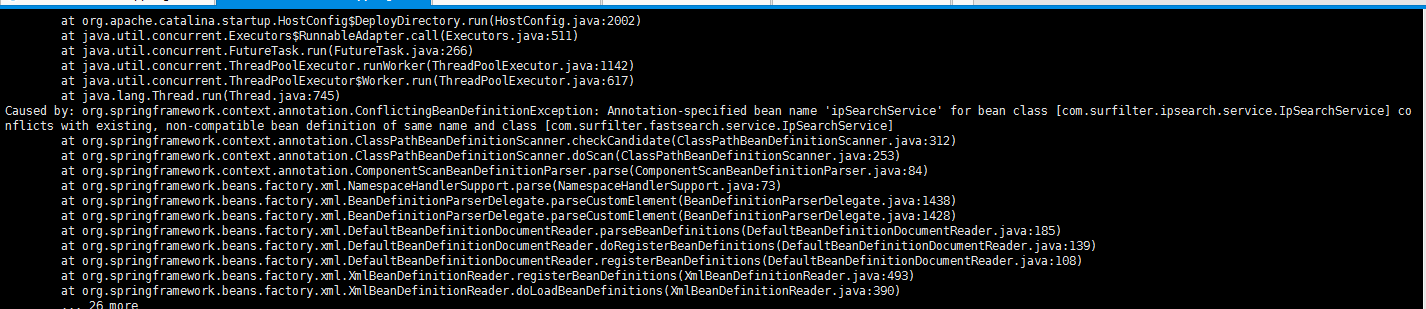 at org.apache.catalina.startup.HostConfig$DeployDirectory.run(HostConfig.java:2002)
at java.util.concurrent.Executors$RunnableAdapter.call(Executors.java:511)
at java.util.concurrent.FutureTask.run(FutureTask.java:266)
at java.util.concurrent.ThreadPoolExecutor.runWorker(ThreadPoolExecutor.java:1142)
at java.util.concurrent.ThreadPoolExecutor$Worker.run(ThreadPoolExecutor.java:617)
at java.lang.Thread.run(Thread.java:745)
Caused by: org.springframework.context.annotation.ConflictingBeanDefinitionException: Annotation-specified bean name 'ipSearchService' for bean class [com.surfilter.ipsearch.service.IpSearchService] co
nflicts with existing, non-compatible bean definition of same name and class [com.surfilter.fastsearch.service.IpSearchService]
at org.springframework.context.annotation.ClassPathBeanDefinitionScanner.checkCandidate(ClassPathBeanDefinitionScanner.java:312)
at org.springframework.context.annotation.ClassPathBeanDefinitionScanner.doScan(ClassPathBeanDefinitionScanner.java:253)
at org.springframework.context.annotation.ComponentScanBeanDefinitionParser.parse(ComponentScanBeanDefinitionParser.java:84)
at org.springframework.beans.factory.xml.NamespaceHandlerSupport.parse(NamespaceHandlerSupport.java:73)
at org.springframework.beans.factory.xml.BeanDefinitionParserDelegate.parseCustomElement(BeanDefinitionParserDelegate.java:1438)
at org.springframework.beans.factory.xml.BeanDefinitionParserDelegate.parseCustomElement(BeanDefinitionParserDelegate.java:1428)
at org.springframework.beans.factory.xml.DefaultBeanDefinitionDocumentReader.parseBeanDefinitions(DefaultBeanDefinitionDocumentReader.java:185)
at org.springframework.beans.factory.xml.DefaultBeanDefinitionDocumentReader.doRegisterBeanDefinitions(DefaultBeanDefinitionDocumentReader.java:139)
at org.springframework.beans.factory.xml.DefaultBeanDefinitionDocumentReader.registerBeanDefinitions(DefaultBeanDefinitionDocumentReader.java:108)
at org.springframework.beans.factory.xml.XmlBeanDefinitionReader.registerBeanDefinitions(XmlBeanDefinitionReader.java:493)
at org.springframework.beans.factory.xml.XmlBeanDefinitionReader.doLoadBeanDefinitions(XmlBeanDefinitionReader.java:390)
... 26 more